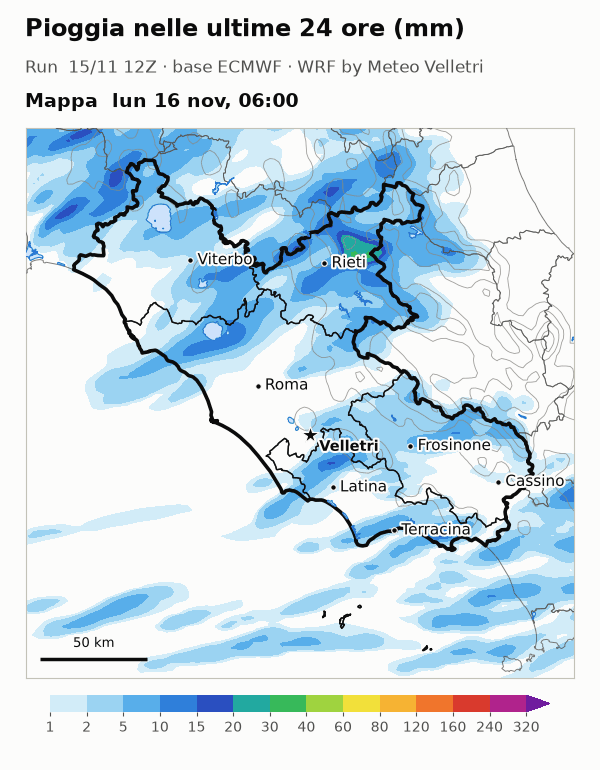 Pioggia nelle ultime 24 ore (mm)
Run  15/11 12Z · base ECMWF · WRF by Meteo Velletri
Mappa  lun 16 nov, 06:00
Viterbo
Rieti
Roma
Velletri
Frosinone
Latina
Cassino
Terracina
50 km
1 2 5 10 15 20 30 40 60 80 120 160 240 320